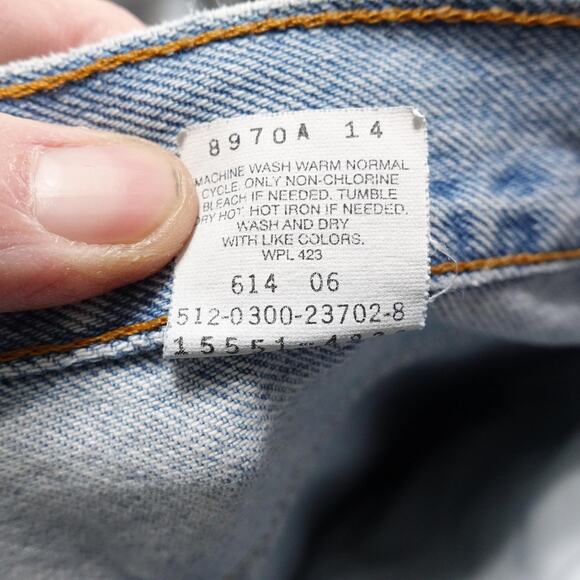 8970A 14
MACHINE WASH WARM NORMAL
CYCLE. ONLY NON-CHLORINE
BLEACH IF NEEDED. TUMBLE
DRY HOT. HOT IRON IF NEEDED.
WASH AND DRY
WITH LIKE COLORS.
WPL 423
614 06
512-0300-23702-8
15551-